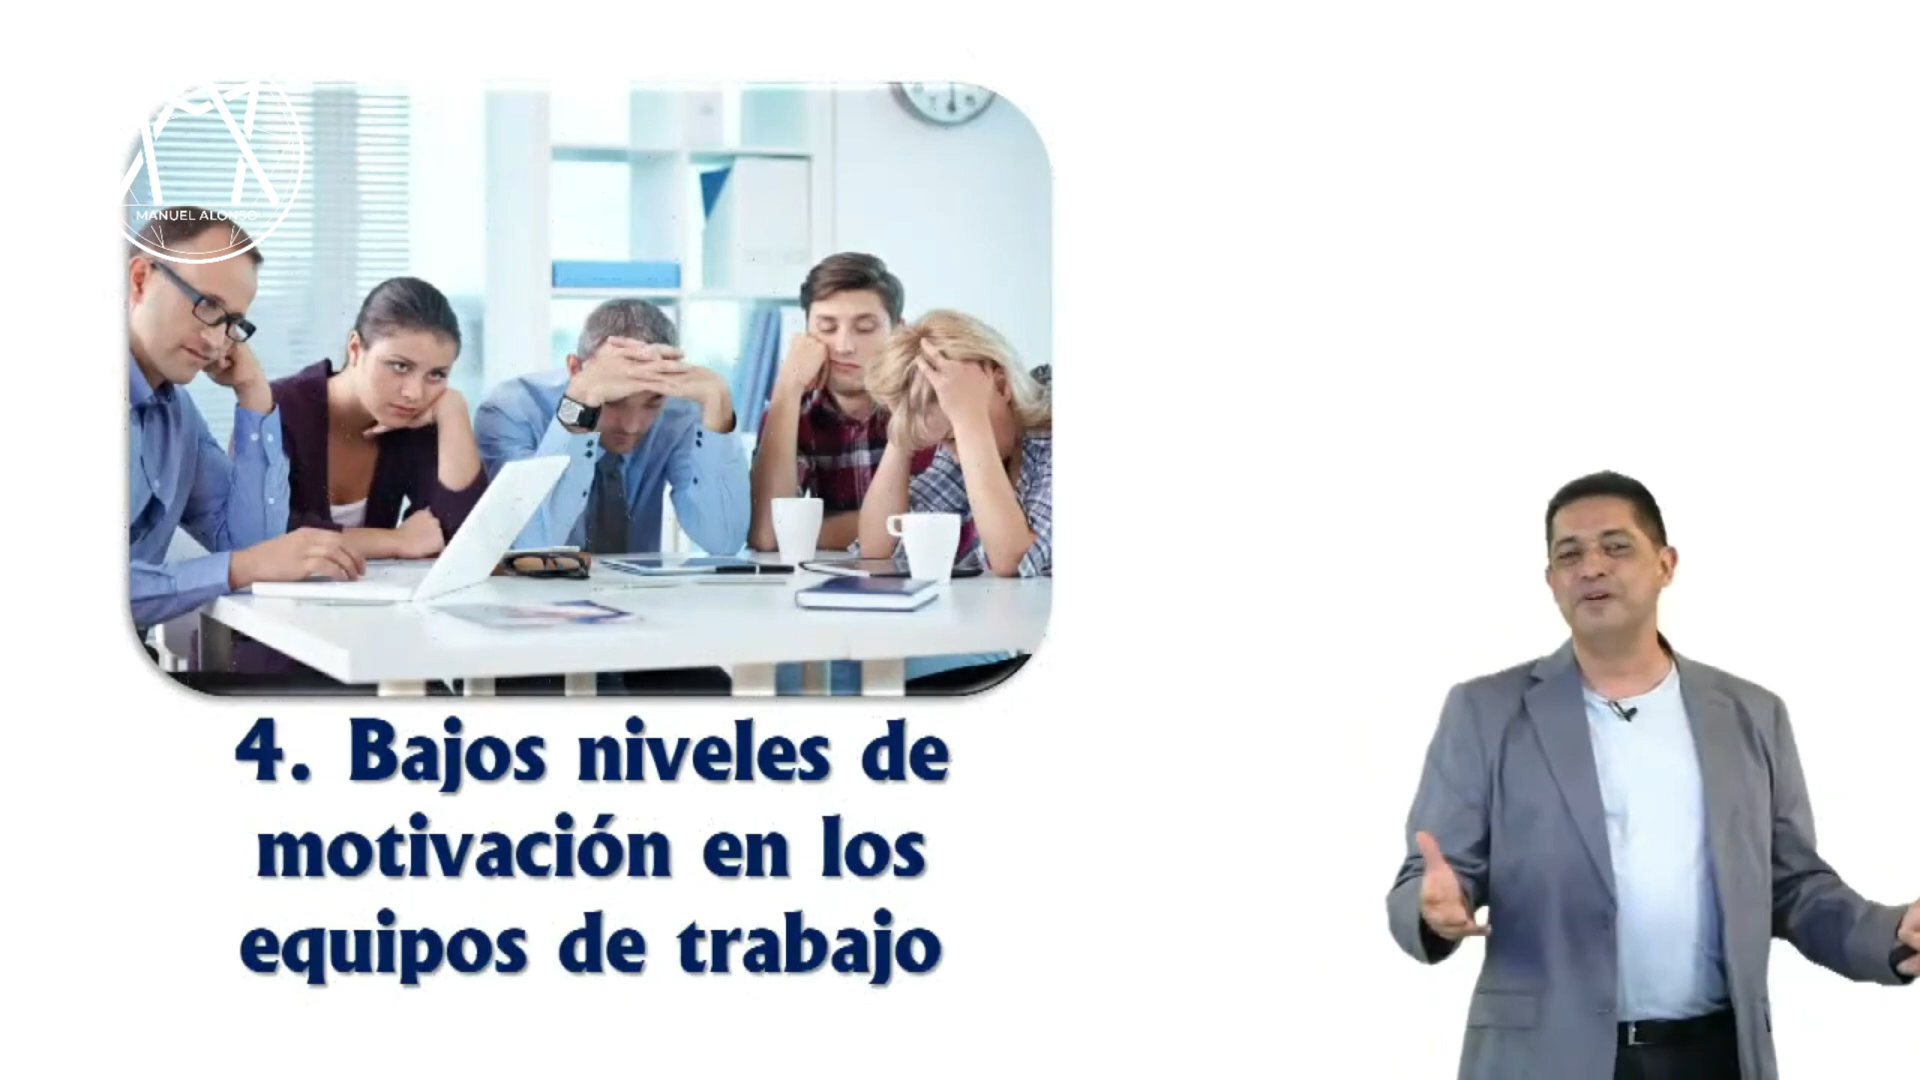 MANUEL ALONSO
4. Bajos niveles de
motivación en los
equipos de trabajo